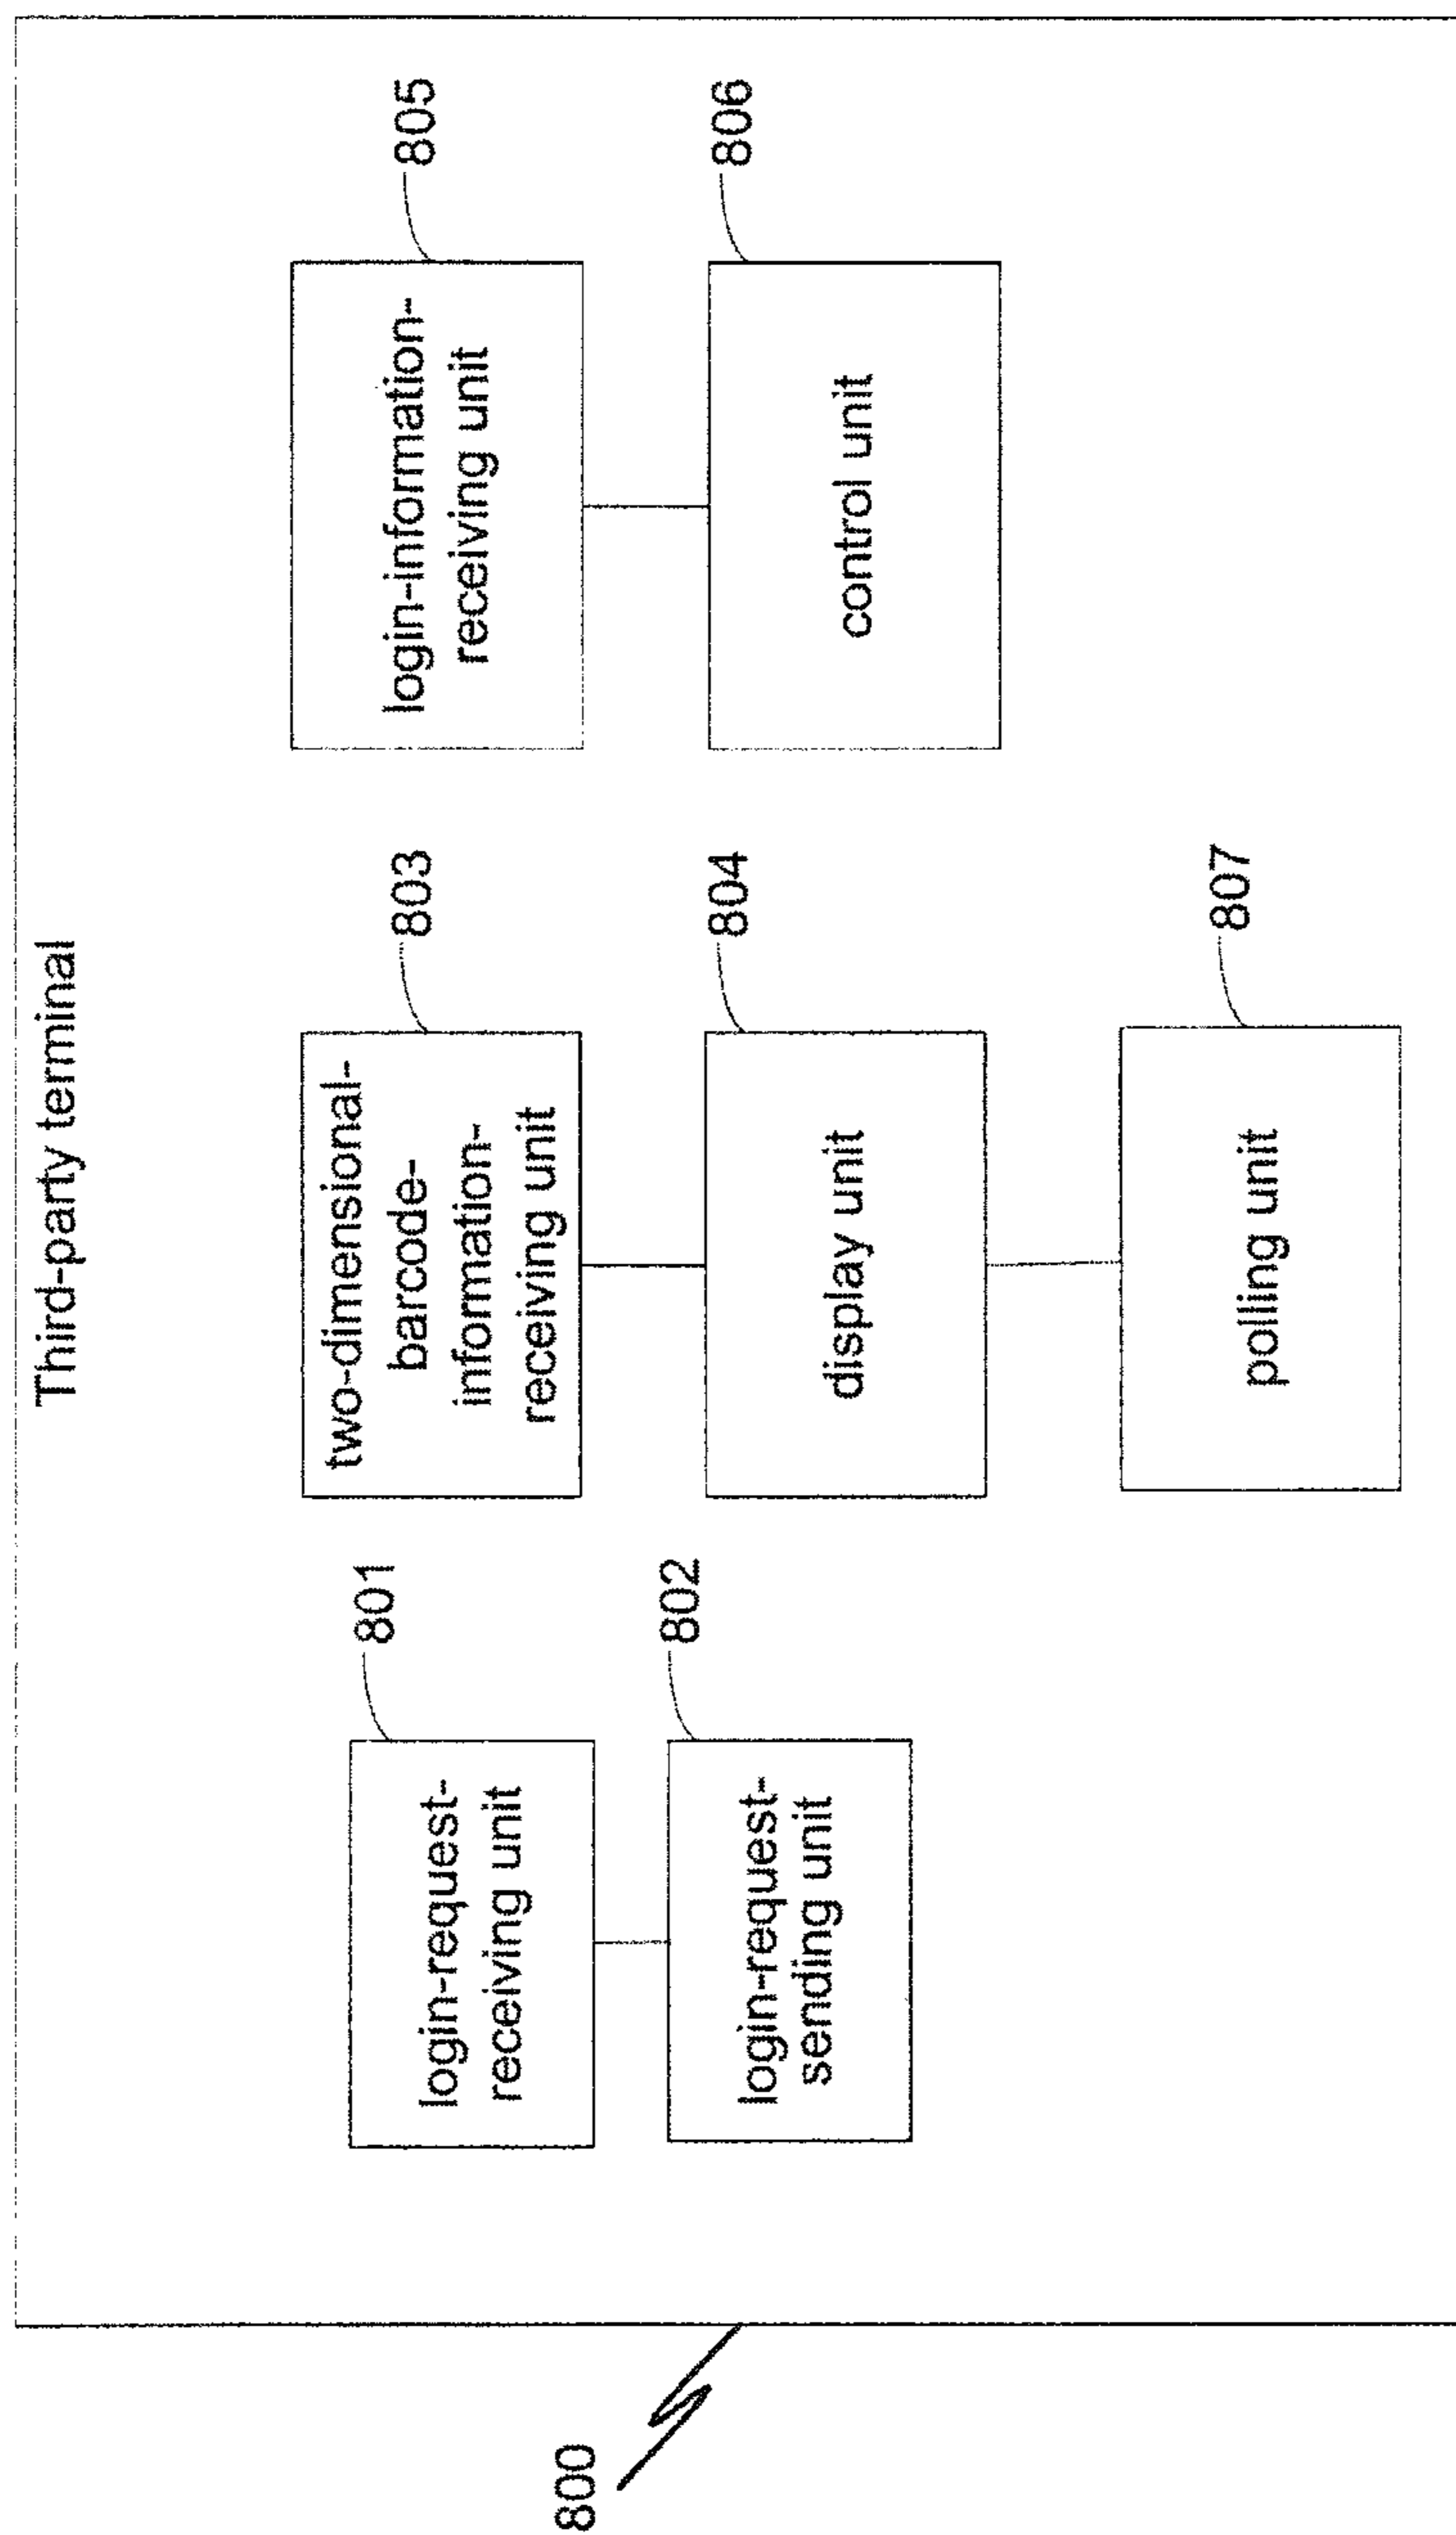 Third-party terminal
800
801
login-request-
receiving unit
802
login-request-
sending unit
803
two-dimensional-
barcode-
information-
receiving unit
804
display unit
807
polling unit
805
login-information-
receiving unit
806
control unit